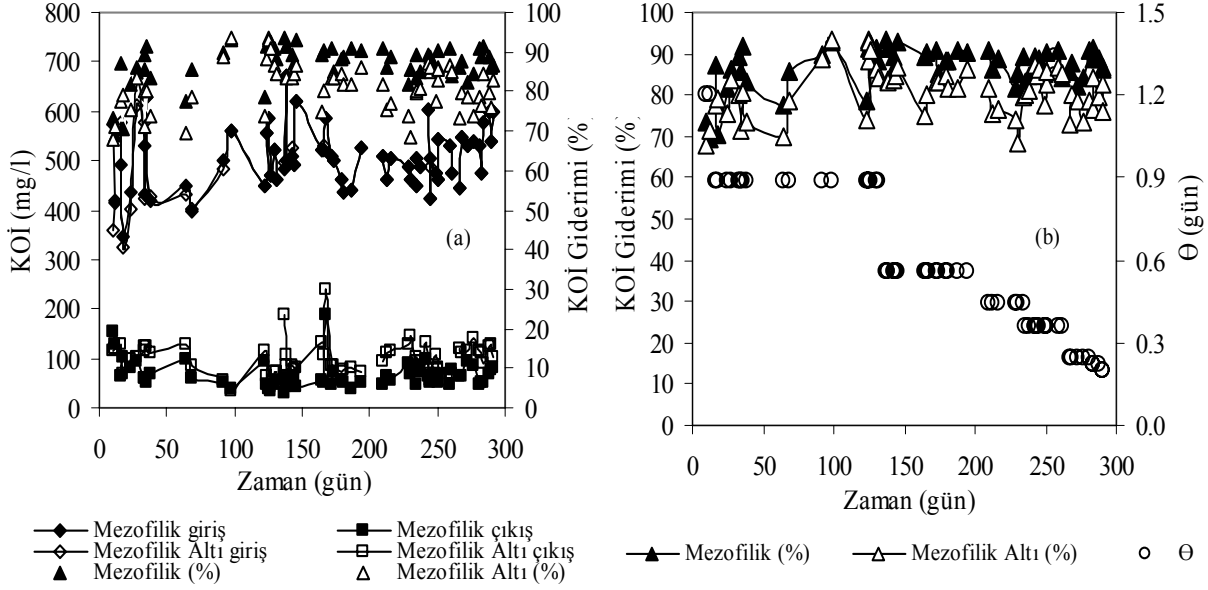 KOİ (mg/l)
800
700
600
500
400
300
200
100
0
100
90
80
70
60
50
40
30
20
10
0
KOİ Giderimi (%)
(a)
0 50 100 150 200 250 300
Zaman (gün)
Mezofilik giriş
Mezofilik çıkış
Mezofilik Altı giriş
Mezofilik Altı çıkış
Mezofilik (%)
Mezofilik Altı (%)
KOİ Giderimi (%)
100
90
80
70
60
50
40
30
20
10
0
1.5
1.2
0.9
0.6
0.3
0.0
Θ (gün)
(b)
0 50 100 150 200 250 300
Zaman (gün)
Mezofilik (%)
Mezofilik Altı (%)
Θ